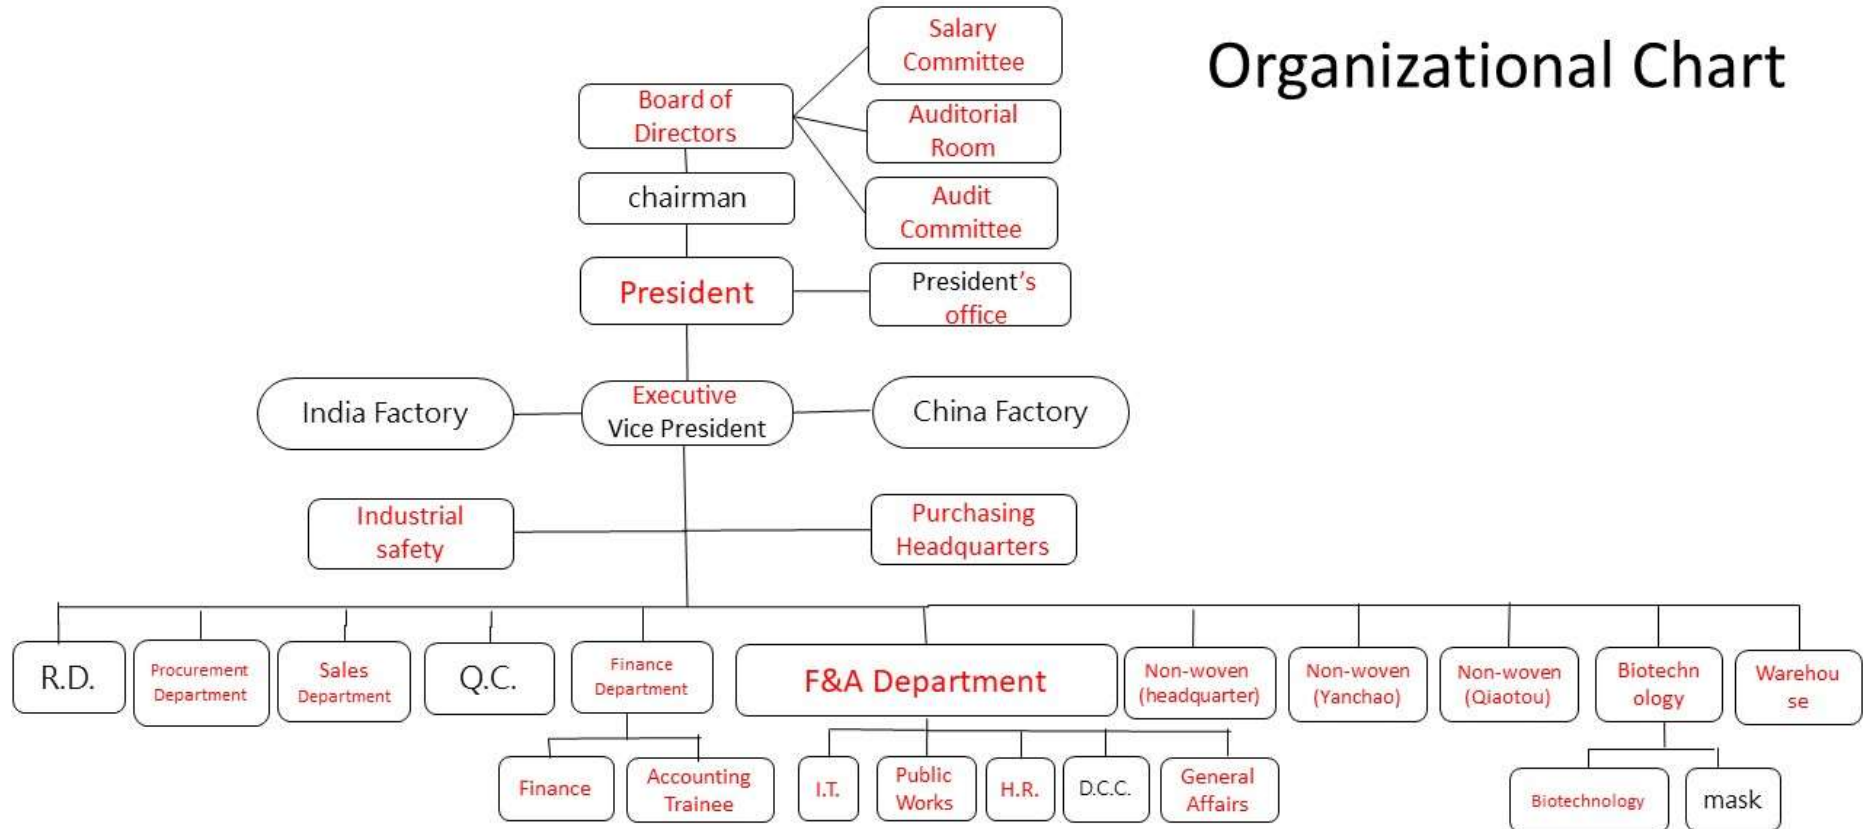 Organizational Chart
Salary
Committee
Board of
Directors
Auditorial
Room
chairman
Audit
Committee
President
President's
office
India Factory
Executive
Vice President
China Factory
Industrial
safety
Purchasing
Headquarters
R.D.
Procurement
Department
Sales
Department
Q.C.
Finance
Department
F&A Department
Non-woven
(headquarter)
Non-woven
(Yanchao)
Non-woven
(Qiaotou)
Biotechn
ology
Warehou
se
Finance
Accounting
Trainee
I.T.
Public
Works
H.R.
D.C.C.
General
Affairs
Biotechnology
mask